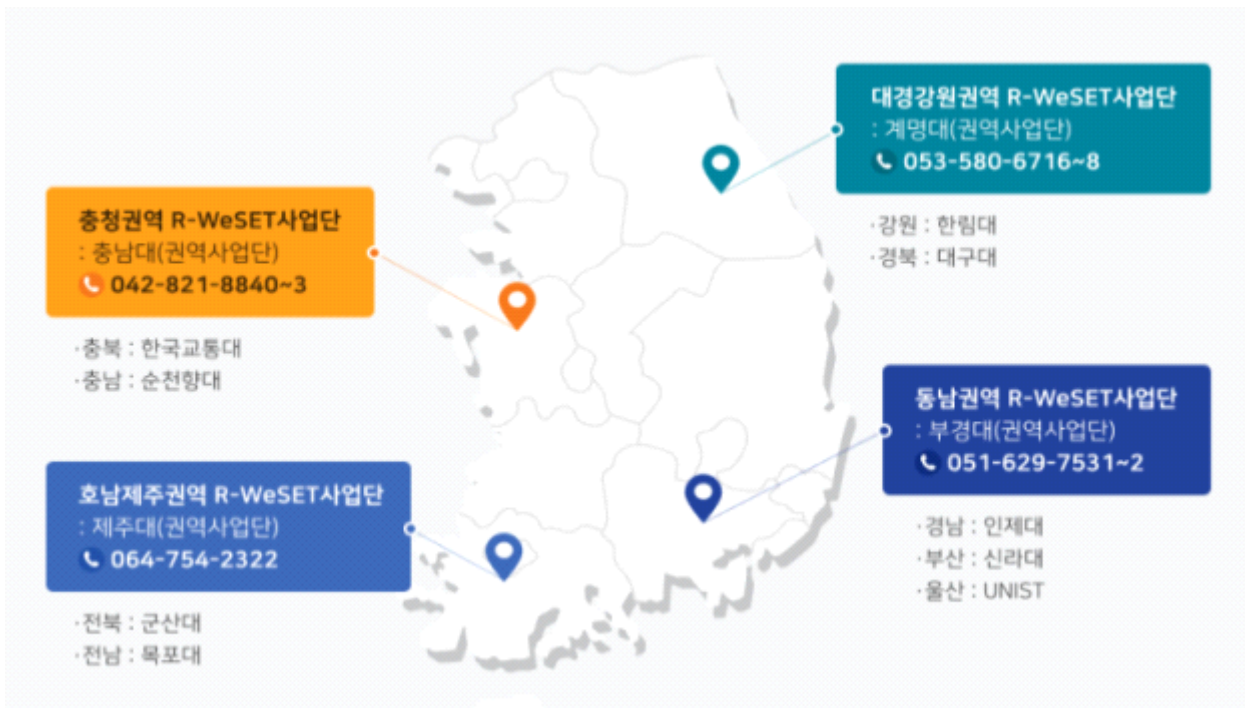 대경강원권역 R-WeSET사업단
: 계명대(권역사업단)
053-580-6716~8
·강원 : 한림대
·경북 : 대구대
충청권역 R-WeSET사업단
: 충남대(권역사업단)
042-821-8840~3
·충북 : 한국교통대
·충남 : 순천향대
동남권역 R-WeSET사업단
: 부경대(권역사업단)
051-629-7531~2
·경남 : 인제대
·부산 : 신라대
·울산 : UNIST
호남제주권역 R-WeSET사업단
: 제주대(권역사업단)
064-754-2322
·전북 : 군산대
·전남 : 목포대